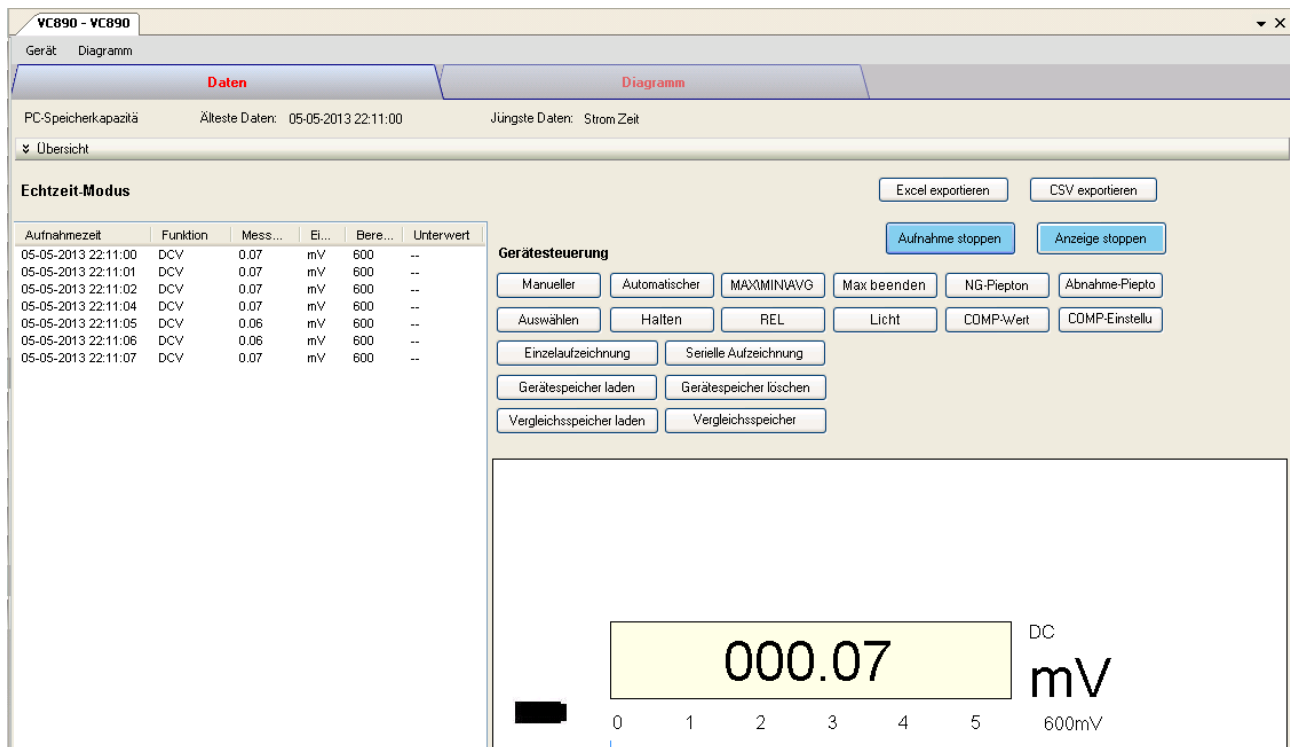 VC890 - VC890
Gerät Diagramm
Daten Diagramm
PC-Speicherkapazitä Älteste Daten: 05-05-2013 22:11:00 Jüngste Daten: Strom Zeit
Übersicht
Echtzeit-Modus
Excel exportieren CSV exportieren
Aufnahme stoppen Anzeige stoppen
Aufnahmezeit Funktion Mess... Ei... Bere... Unterwert
05-05-2013 22:11:00 DCV 0.07 mV 600 --
05-05-2013 22:11:01 DCV 0.07 mV 600 --
05-05-2013 22:11:02 DCV 0.07 mV 600 --
05-05-2013 22:11:04 DCV 0.07 mV 600 --
05-05-2013 22:11:05 DCV 0.06 mV 600 --
05-05-2013 22:11:06 DCV 0.06 mV 600 --
05-05-2013 22:11:07 DCV 0.07 mV 600 --
Gerätesteuerung
Manueller Automatischer MAX\MIN\AVG Max beenden NG-Piepton Abnahme-Piepto
Auswählen Halten REL Licht COMP-Wert COMP-Einstellu
Einzelaufzeichnung Serielle Aufzeichnung
Gerätespeicher laden Gerätespeicher löschen
Vergleichsspeicher laden Vergleichsspeicher
DC
000.07 mV
0 1 2 3 4 5 600mV